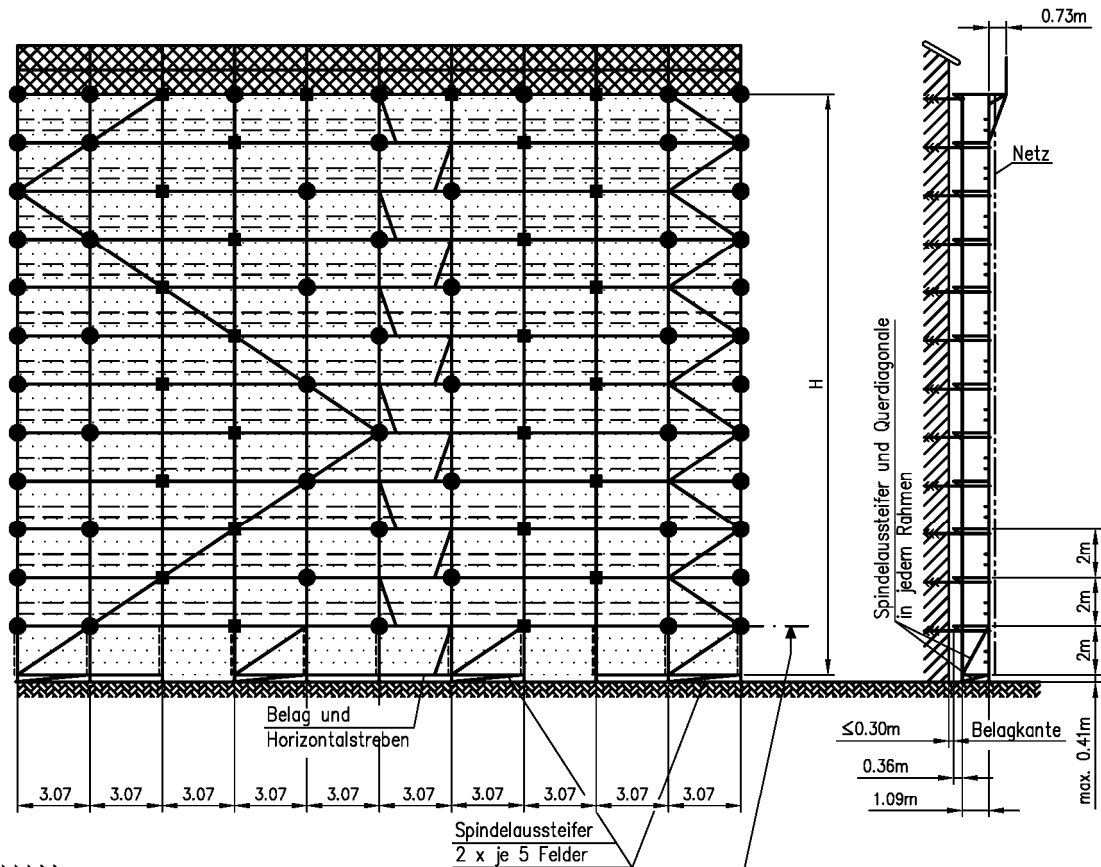 0.73m
Netz
H
Spindelaussteifer und Querdiagonale
in jedem Rahmen
2m
2m
2m
max. 0.41m
Belag und
Horizontalstreben
≤0.30m
Belagkante
0.36m
1.09m
3.07 3.07 3.07 3.07 3.07 3.07 3.07 3.07 3.07 3.07
Spindelaussteifer
2 x je 5 Felder